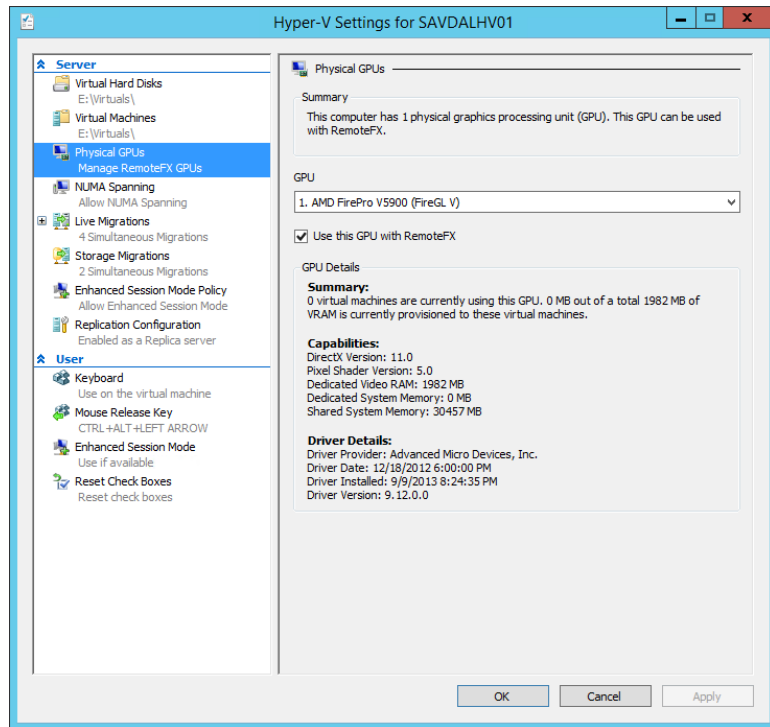 Hyper-V Settings for SAVDALHV01
Server
Virtual Hard Disks
E:\Virtuals\
Virtual Machines
E:\Virtuals\
Physical GPUs
Manage RemoteFX GPUs
NUMA Spanning
Allow NUMA Spanning
Live Migrations
4 Simultaneous Migrations
Storage Migrations
2 Simultaneous Migrations
Enhanced Session Mode Policy
Allow Enhanced Session Mode
Replication Configuration
Enabled as a Replica server
User
Keyboard
Use on the virtual machine
Mouse Release Key
CTRL+ALT+LEFT ARROW
Enhanced Session Mode
Use if available
Reset Check Boxes
Reset check boxes
Physical GPUs
Summary
This computer has 1 physical graphics processing unit (GPU). This GPU can be used
with RemoteFX.
GPU
1. AMD FirePro V5900 (FireGL V)
Use this GPU with RemoteFX
GPU Details
Summary:
0 virtual machines are currently using this GPU. 0 MB out of a total 1982 MB of
VRAM is currently provisioned to these virtual machines.
Capabilities:
DirectX Version: 11.0
Pixel Shader Version: 5.0
Dedicated Video RAM: 1982 MB
Dedicated System Memory: 0 MB
Shared System Memory: 30457 MB
Driver Details:
Driver Provider: Advanced Micro Devices, Inc.
Driver Date: 12/18/2012 6:00:00 PM
Driver Installed: 9/9/2013 8:24:35 PM
Driver Version: 9.12.0.0
OK
Cancel
Apply